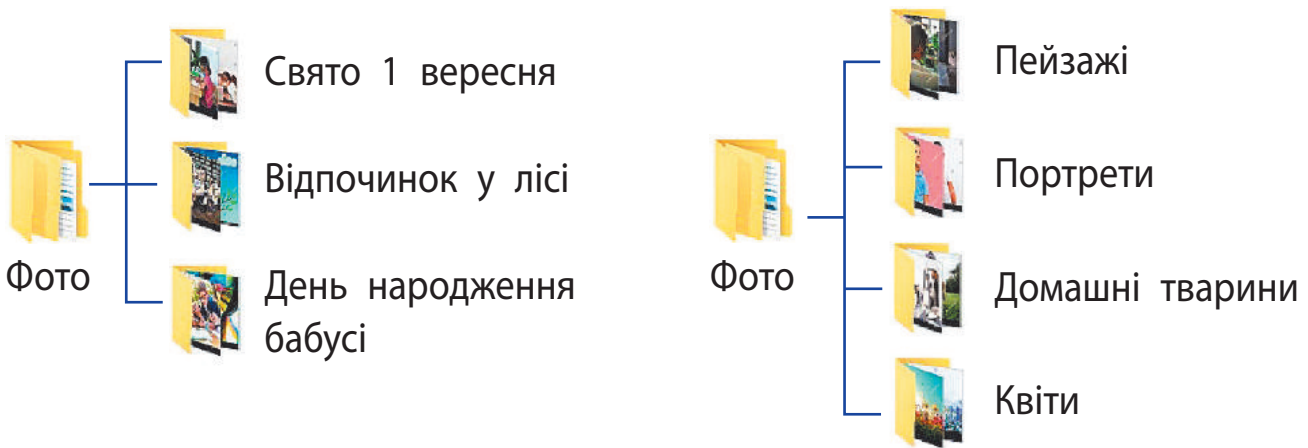 Фото
Свято 1 вересня
Відпочинок у лісі
День народження
бабусі
Фото
Пейзажі
Портрети
Домашні тварини
Квіти